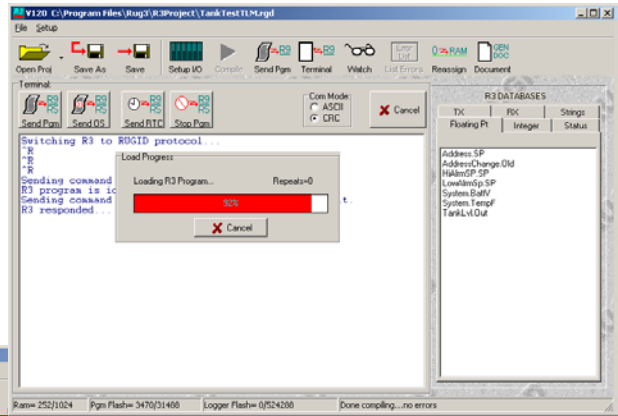 V120 C:\Program Files\Rug3\R3Project\TankTestTLM.rgd
File Setup
Open Proj Save As Save Setup I/O Compile Send Pgm Terminal Watch List Errors Reassign Document
Error List
RAM
GEN DOC
Terminal:
Send Pgm Send OS Send RTC Stop Pgm
Com Mode:
ASCII
CRC
Cancel
Switching R3 to RUGID protocol...
^R
^R
^R
Sending command
R3 program is
Sending command
R3 responded...
Load Progress
Loading R3 Program... Repeats=0
92%
Cancel
R3 DATABASES
TX RX Strings
Floating Pt Integer Status
Address.SP
AddressChange.Old
HiAlmSP.SP
LowAlmSp.SP
System.BattV
System.TempF
TankLvl.Out
Ram= 252/1024 Pgm Flash= 3470/31488 Logger Flash= 0/524288 Done compiling...no errors